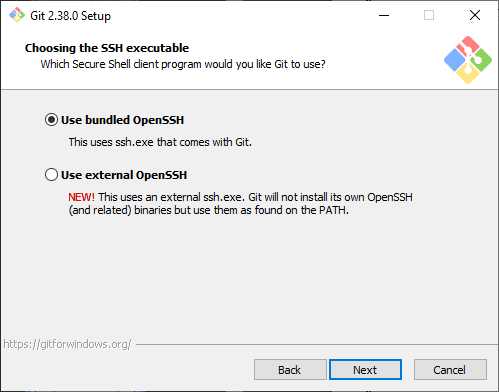 Git 2.38.0 Setup
Choosing the SSH executable
Which Secure Shell client program would you like Git to use?
Use bundled OpenSSH
This uses ssh.exe that comes with Git.
Use external OpenSSH
NEW! This uses an external ssh.exe. Git will not install its own OpenSSH
(and related) binaries but use them as found on the PATH.
https://gitforwindows.org/
Back Next Cancel